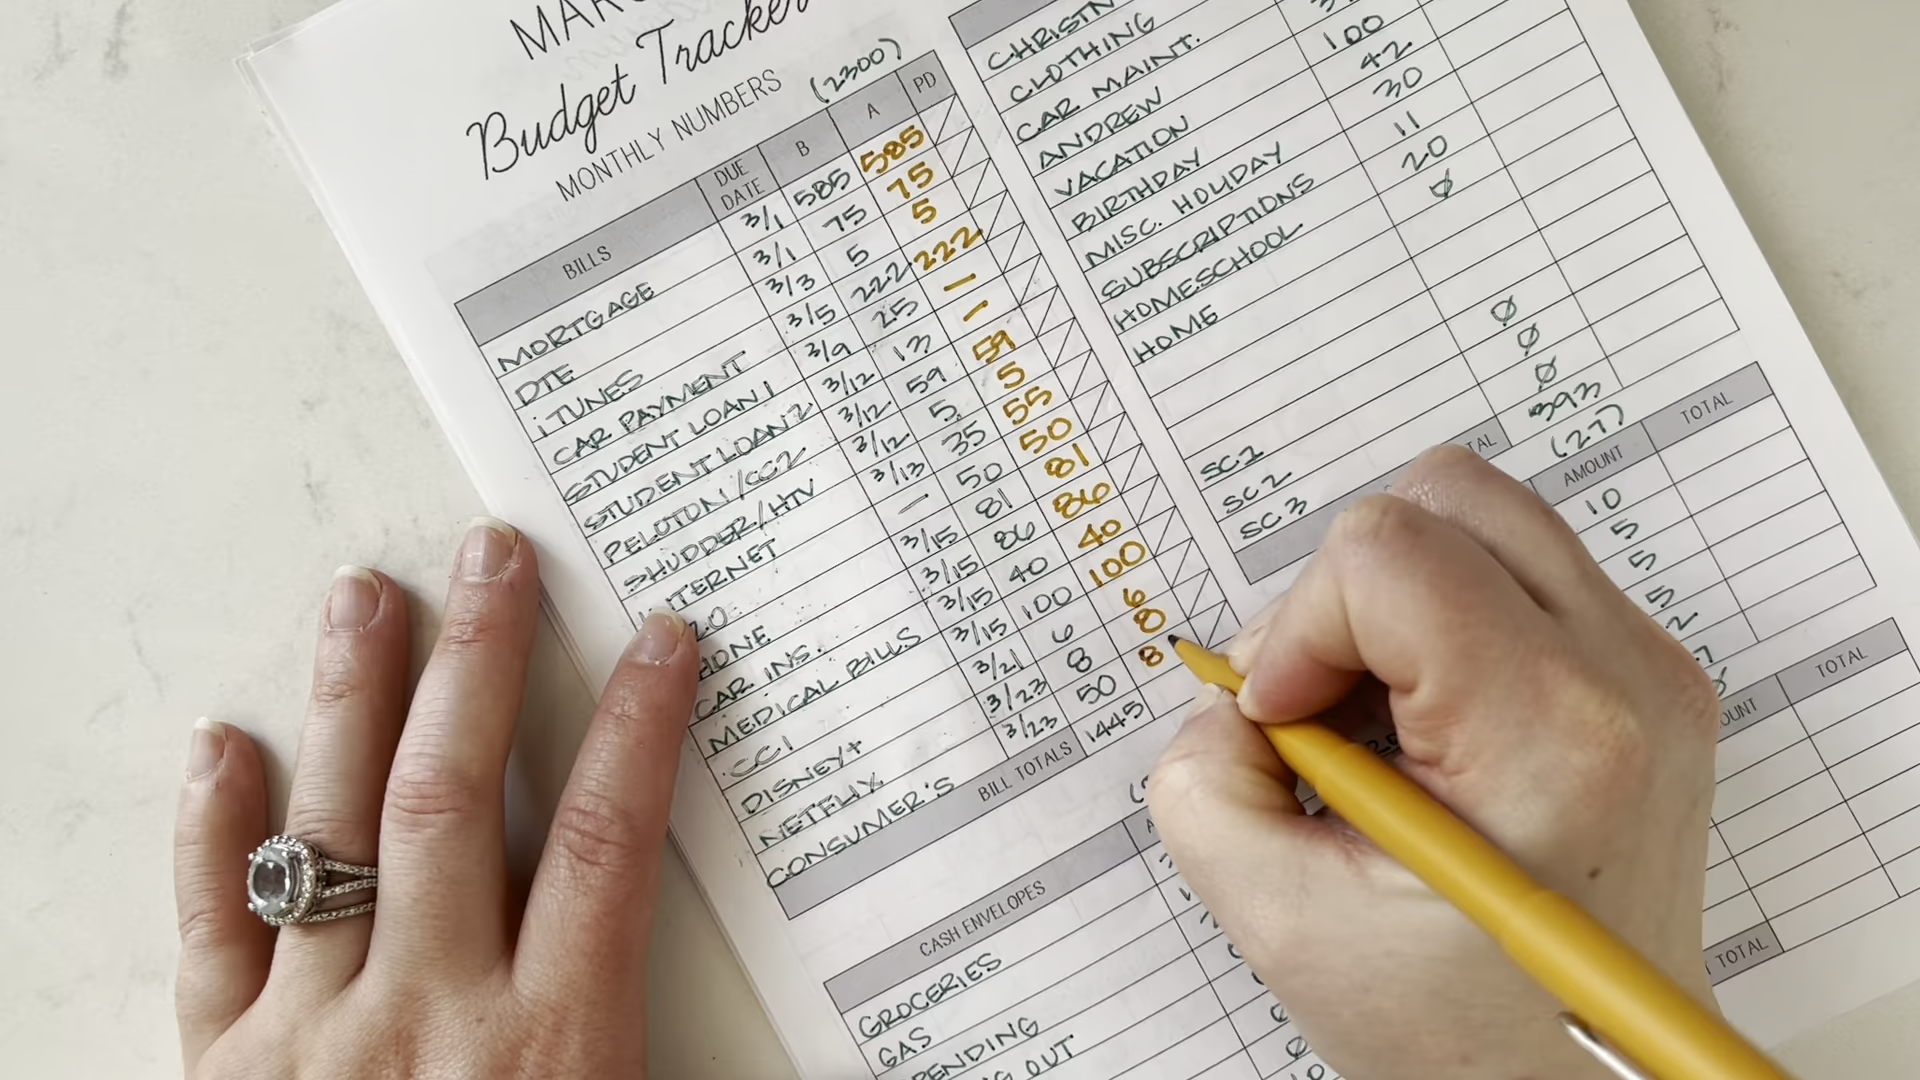 Budget Tracker
MONTHLY NUMBERS
(2300)
BILLS DUE DATE B A PD
MORTGAGE 3/1 585 585
DTE 3/1 75 75
iTUNES 3/3 5 5
CAR PAYMENT 3/5 222 222
STUDENT LOAN 1 3/9 25 —
STUDENT LOAN 2 3/12 13 —
PELOTON/CC2 3/12 59 59
SHUDDER/HTV 3/12 5 5
3/13 35 55
— 50 50
3/15 81 81
CAR INS. 3/15 86 86
MEDICAL BILLS 3/15 40 40
CC1 3/15 100 100
DISNEY+ 3/21 6 6
NETFLIX 3/23 8 8
CONSUMER'S 3/23 50 8
BILL TOTALS 1445
CASH ENVELOPES
GROCERIES
GAS
CLOTHING
CAR MAINT.
ANDREW
VACATION 100
BIRTHDAY 42
MISC. HOLIDAY 30
SUBSCRIPTIONS 11
HOMESCHOOL 20
HOME Ø
SC1 Ø
SC2 Ø
SC3 Ø
393
(27)
AMOUNT TOTAL
10
5
5
5
TOTAL
TOTAL